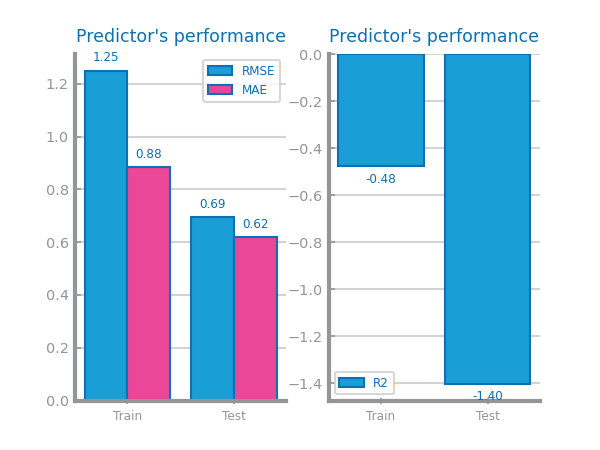 Predictor's performance
1.25
RMSE
MAE
0.88
0.69
0.62
1.2
1.0
0.8
0.6
0.4
0.2
0.0
Train
Test
Predictor's performance
0.0
−0.2
−0.4
−0.6
−0.8
−1.0
−1.2
−1.4
-0.48
-1.40
R2
Train
Test